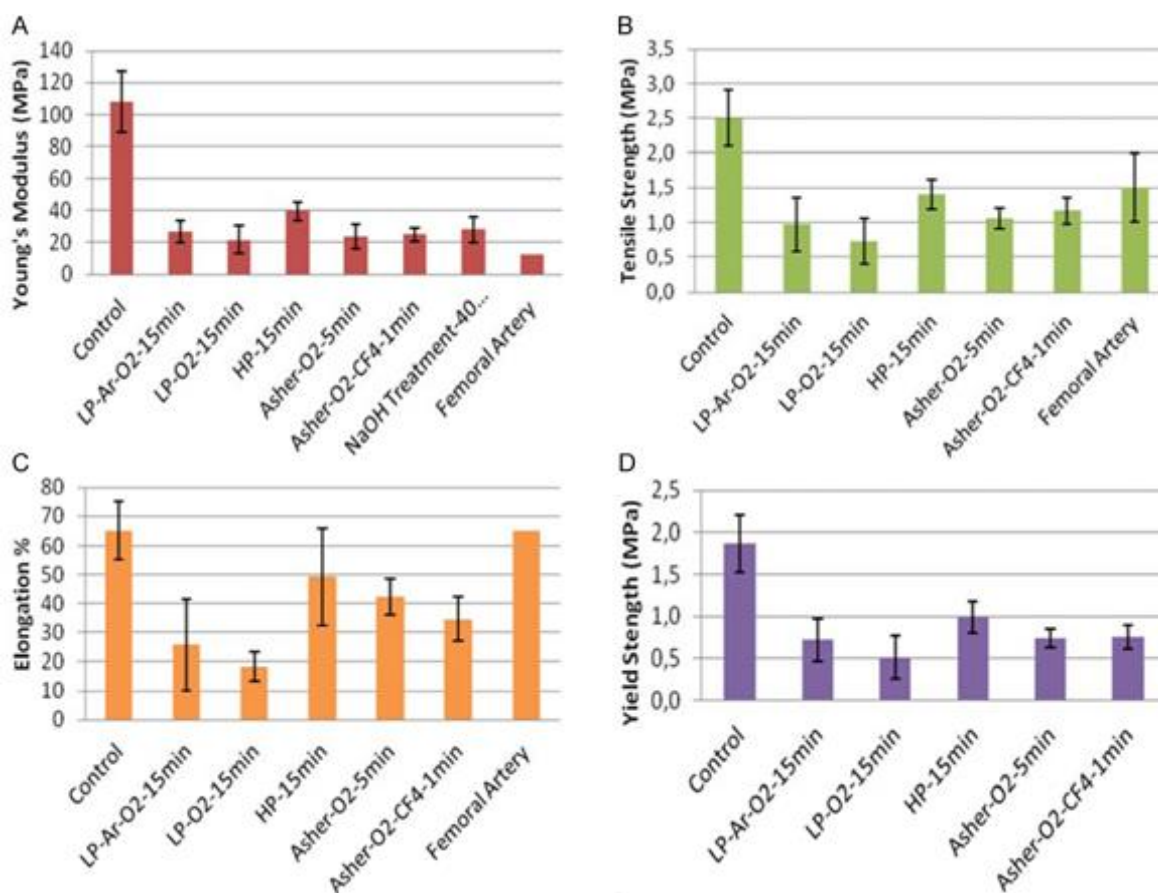 A
Young's Modulus (MPa)
140
120
100
80
60
40
20
0
Control
LP-Ar-O2-15min
LP-O2-15min
HP-15min
Asher-O2-5min
Asher-O2-CF4-1min
NaOH Treatment-40...
Femoral Artery
B
Tensile Strength (MPa)
3,5
3,0
2,5
2,0
1,5
1,0
0,5
0,0
Control
LP-Ar-O2-15min
LP-O2-15min
HP-15min
Asher-O2-5min
Asher-O2-CF4-1min
Femoral Artery
C
Elongation %
80
70
60
50
40
30
20
10
0
Control
LP-Ar-O2-15min
LP-O2-15min
HP-15min
Asher-O2-5min
Asher-O2-CF4-1min
Femoral Artery
D
Yield Stength (MPa)
2,5
2,0
1,5
1,0
0,5
0,0
Control
LP-Ar-O2-15min
LP-O2-15min
HP-15min
Asher-O2-5min
Asher-O2-CF4-1min